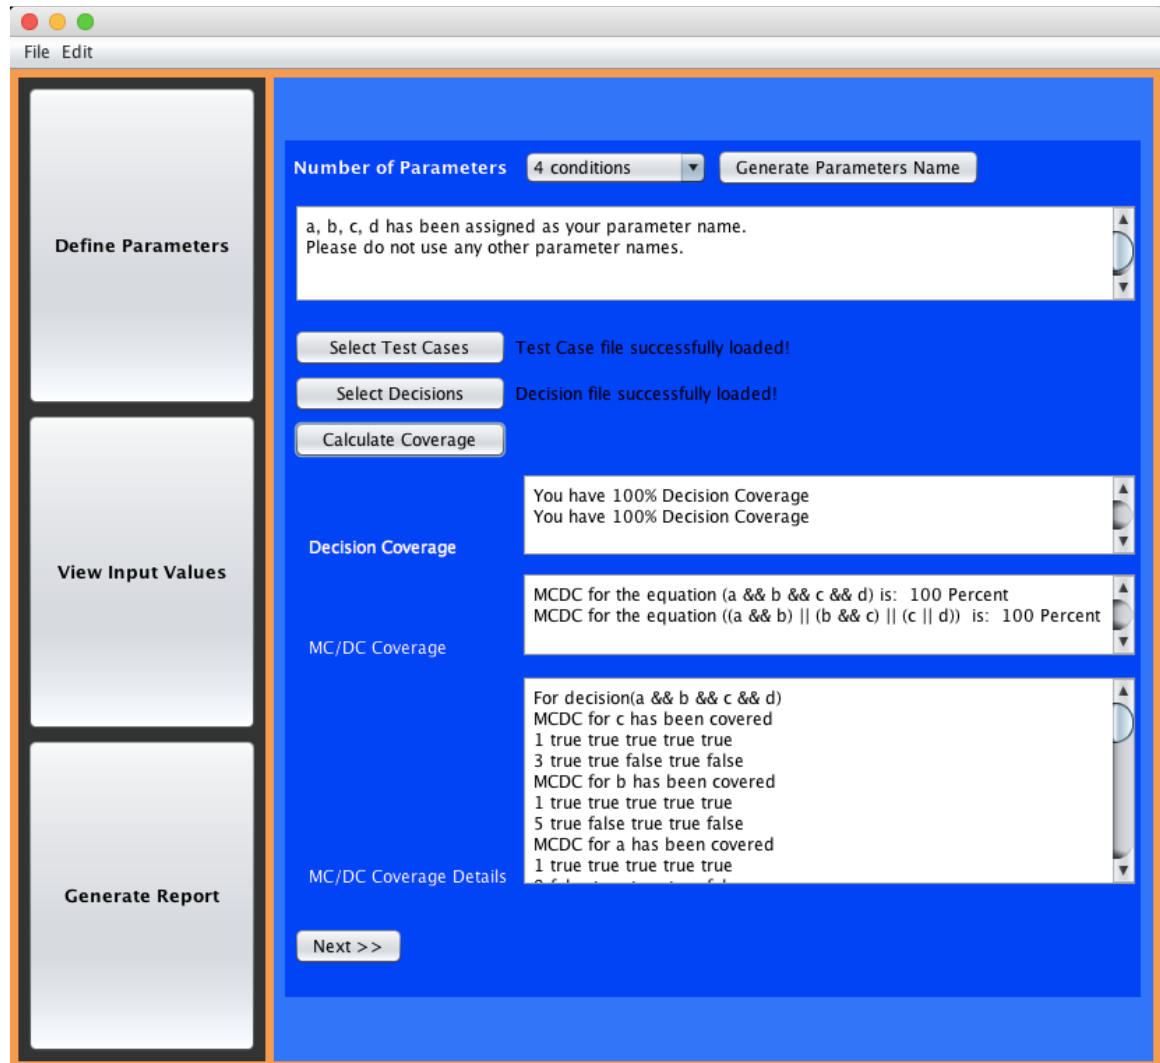 File Edit
Define Parameters
View Input Values
Generate Report
Number of Parameters 4 conditions Generate Parameters Name
a, b, c, d has been assigned as your parameter name.
Please do not use any other parameter names.
Select Test Cases Test Case file successfully loaded!
Select Decisions Decision file successfully loaded!
Calculate Coverage
You have 100% Decision Coverage
You have 100% Decision Coverage
Decision Coverage
MCDC for the equation (a && b && c && d) is: 100 Percent
MCDC for the equation ((a && b) || (b && c) || (c || d)) is: 100 Percent
MC/DC Coverage
For decision(a && b && c && d)
MCDC for c has been covered
1 true true true true true
3 true true false true false
MCDC for b has been covered
1 true true true true true
5 true false true true false
MCDC for a has been covered
1 true true true true true
MC/DC Coverage Details
Next >>